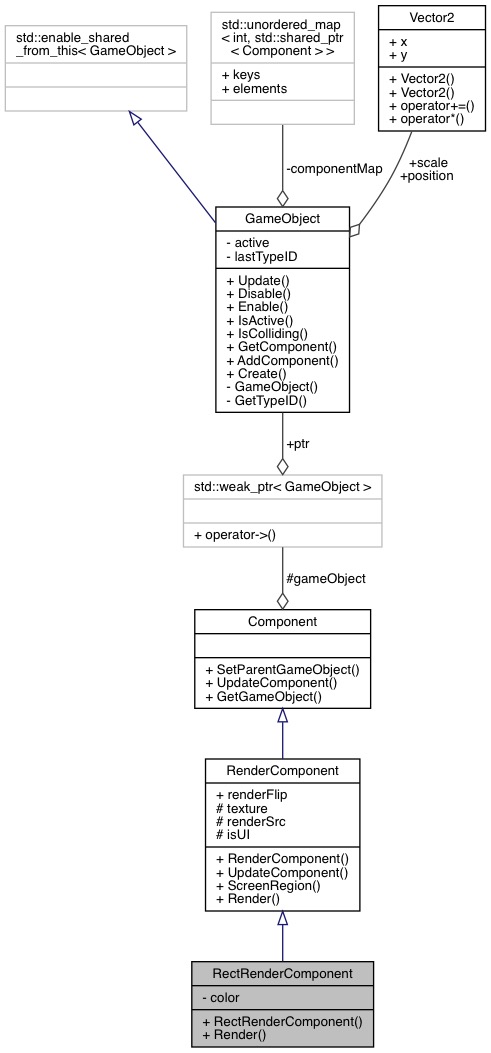 std::enable_shared
_from_this< GameObject >
std::unordered_map
< int, std::shared_ptr
< Component > >
+ keys
+ elements
Vector2
+ x
+ y
+ Vector2()
+ Vector2()
+ operator+=()
+ operator*()
-componentMap
+scale
+position
GameObject
- active
- lastTypeID
+ Update()
+ Disable()
+ Enable()
+ IsActive()
+ IsColliding()
+ GetComponent()
+ AddComponent()
+ Create()
- GameObject()
- GetTypeID()
+ptr
std::weak_ptr< GameObject >
+ operator->()
#gameObject
Component
+ SetParentGameObject()
+ UpdateComponent()
+ GetGameObject()
RenderComponent
+ renderFlip
# texture
# renderSrc
# isUI
+ RenderComponent()
+ UpdateComponent()
+ ScreenRegion()
+ Render()
RectRenderComponent
- color
+ RectRenderComponent()
+ Render()